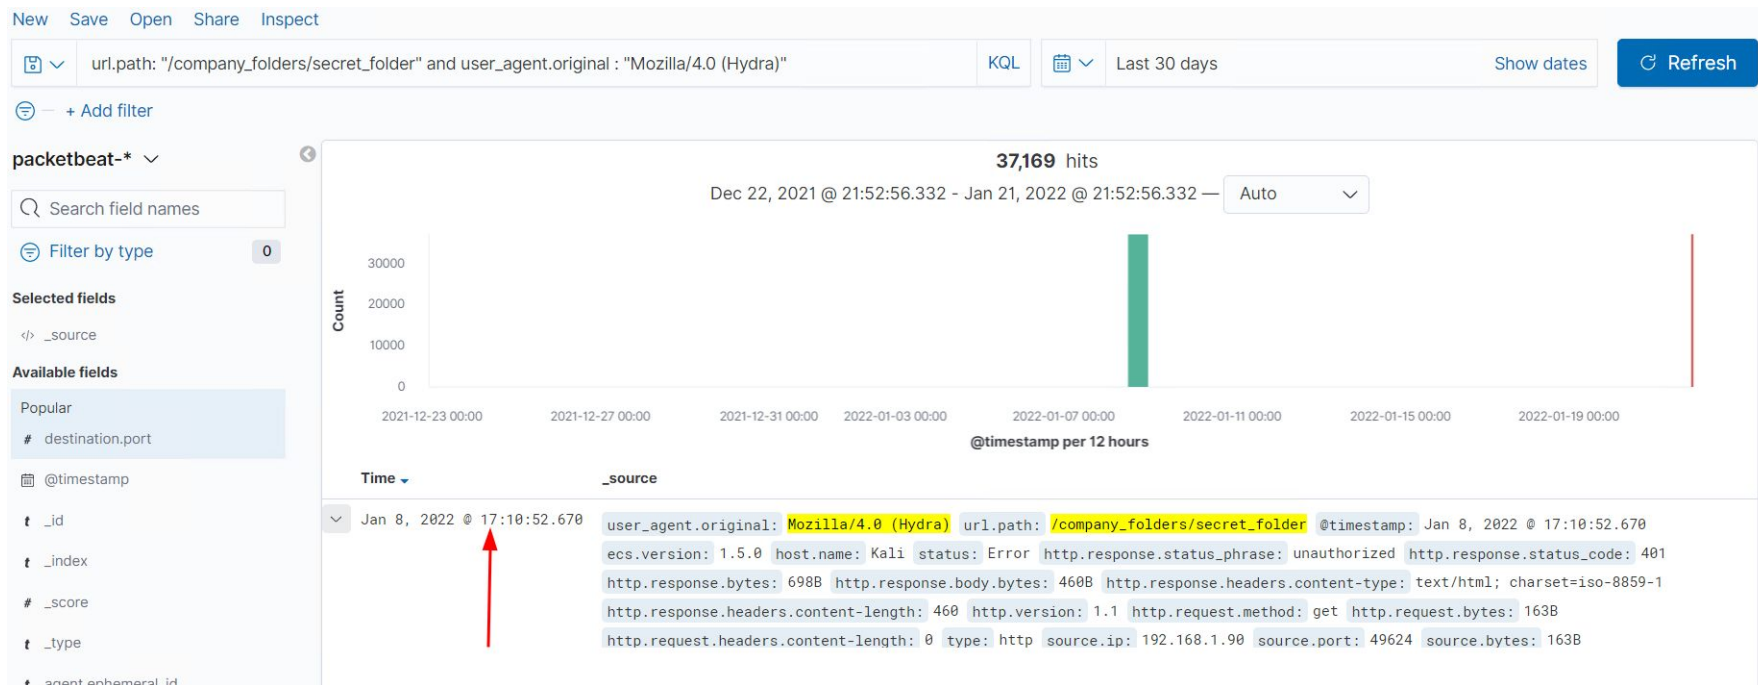 New Save Open Share Inspect
url.path: "/company_folders/secret_folder" and user_agent.original : "Mozilla/4.0 (Hydra)" KQL Last 30 days Show dates Refresh
+ Add filter
packetbeat-*
37,169 hits
Dec 22, 2021 @ 21:52:56.332 - Jan 21, 2022 @ 21:52:56.332 — Auto
Search field names
Filter by type 0
Selected fields
</> _source
Available fields
Popular
# destination.port
@timestamp
t _id
t _index
# _score
t _type
t agent.ephemeral_id
Count
30000
20000
10000
0
2021-12-23 00:00 2021-12-27 00:00 2021-12-31 00:00 2022-01-03 00:00 2022-01-07 00:00 2022-01-11 00:00 2022-01-15 00:00 2022-01-19 00:00
@timestamp per 12 hours
Time _source
Jan 8, 2022 @ 17:10:52.670 user_agent.original: Mozilla/4.0 (Hydra) url.path: /company_folders/secret_folder @timestamp: Jan 8, 2022 @ 17:10:52.670
ecs.version: 1.5.0 host.name: Kali status: Error http.response.status_phrase: unauthorized http.response.status_code: 401
http.response.bytes: 698B http.response.body.bytes: 460B http.response.headers.content-type: text/html; charset=iso-8859-1
http.response.headers.content-length: 460 http.version: 1.1 http.request.method: get http.request.bytes: 163B
http.request.headers.content-length: 0 type: http source.ip: 192.168.1.90 source.port: 49624 source.bytes: 163B